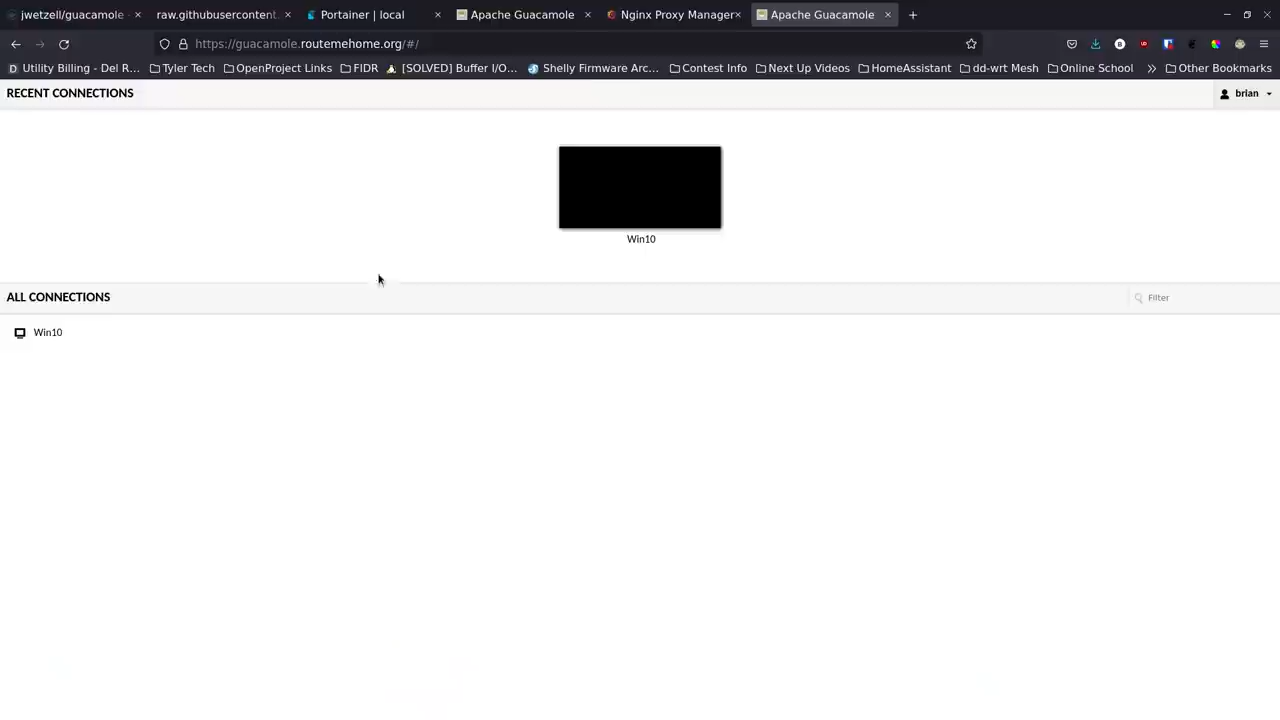 jwetzell/guacamole - raw.githubusercontent. Portainer | local Apache Guacamole Nginx Proxy Manager Apache Guacamole
https://guacamole.routemehome.org/#/
Utility Billing - Del R... Tyler Tech OpenProject Links FIDR [SOLVED] Buffer I/O... Shelly Firmware Arc... Contest Info Next Up Videos HomeAssistant dd-wrt Mesh Online School Other Bookmarks
RECENT CONNECTIONS brian
Win10
ALL CONNECTIONS Filter
Win10